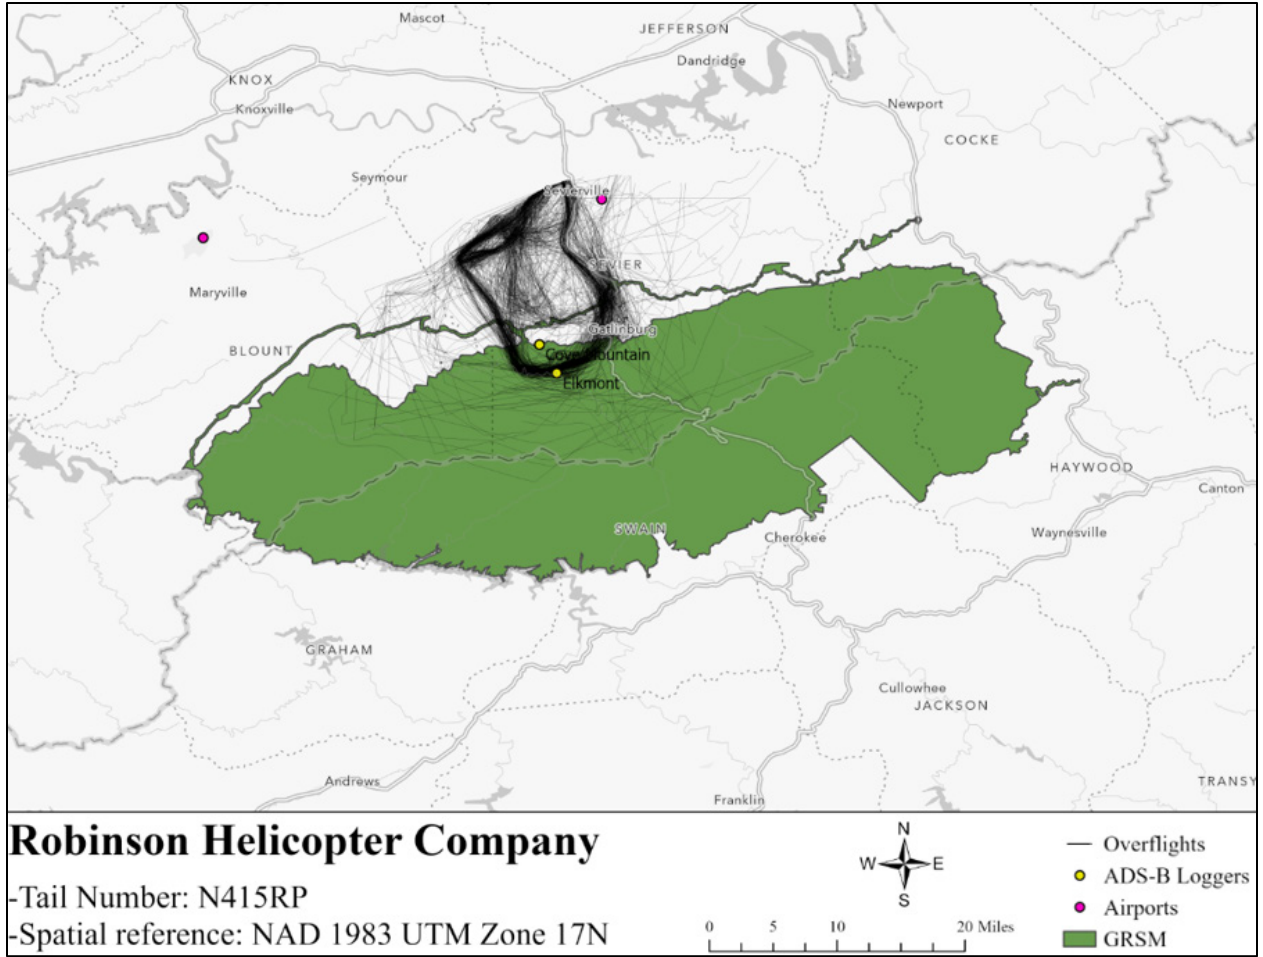 Mascot
JEFFERSON
Dandridge
KNOX
Knoxville
Newport
COCKE
Seymour
Sevierville
SEVIER
Maryville
Gatlinburg
BLOUNT
Cove Mountain
Elkmont
HAYWOOD
Canton
SWAIN
Cherokee
Waynesville
GRAHAM
Cullowhee
JACKSON
Andrews
Franklin
TRANSY
Robinson Helicopter Company
-Tail Number: N415RP
-Spatial reference: NAD 1983 UTM Zone 17N
N
W E
S
0 5 10 20 Miles
Overflights
ADS-B Loggers
Airports
GRSM